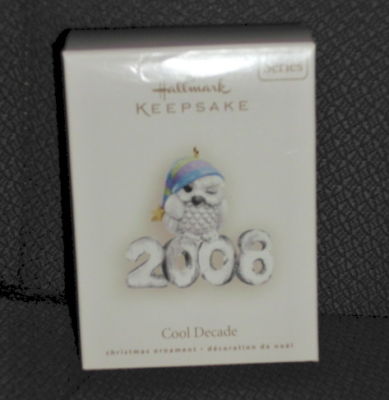 Series
Hallmark
KEEPSAKE
2008
Cool Decade
christmas ornament • décoration de noël